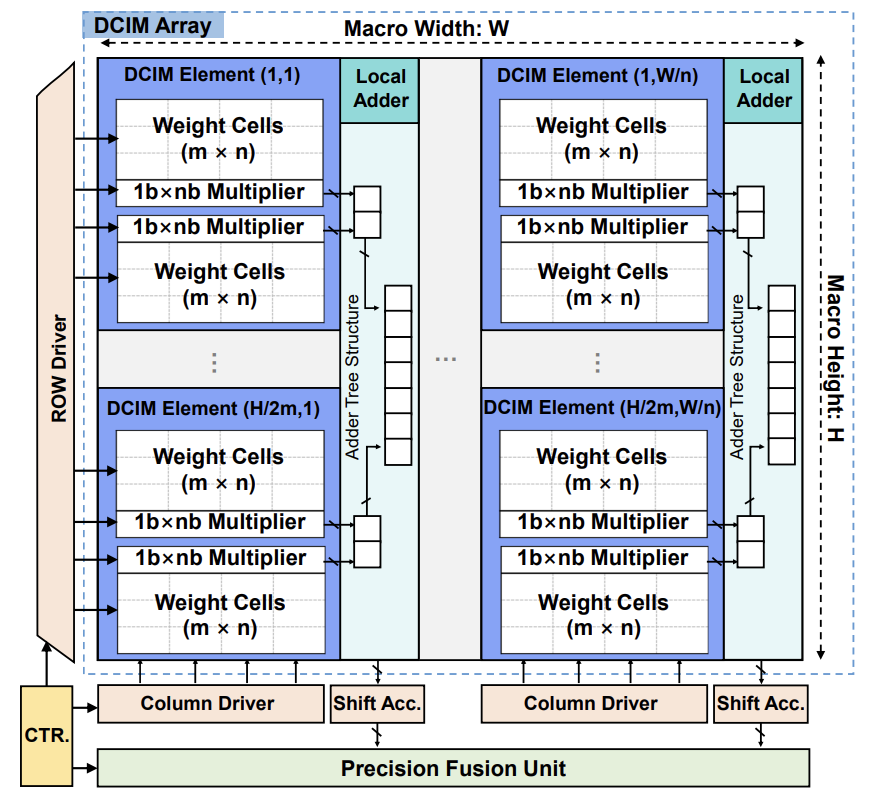 DCIM Array
Macro Width: W
DCIM Element (1,1)
Local
Adder
DCIM Element (1,W/n)
Local
Adder
Weight Cells
(m × n)
Weight Cells
(m × n)
1b×nb Multiplier
1b×nb Multiplier
1b×nb Multiplier
1b×nb Multiplier
Weight Cells
(m × n)
Weight Cells
(m × n)
ROW Driver
Adder Tree Structure
...
...
...
Adder Tree Structure
Macro Height: H
DCIM Element (H/2m,1)
DCIM Element (H/2m,W/n)
Weight Cells
(m × n)
Weight Cells
(m × n)
1b×nb Multiplier
1b×nb Multiplier
1b×nb Multiplier
1b×nb Multiplier
Weight Cells
(m × n)
Weight Cells
(m × n)
CTR.
Column Driver
Shift Acc.
Column Driver
Shift Acc.
Precision Fusion Unit